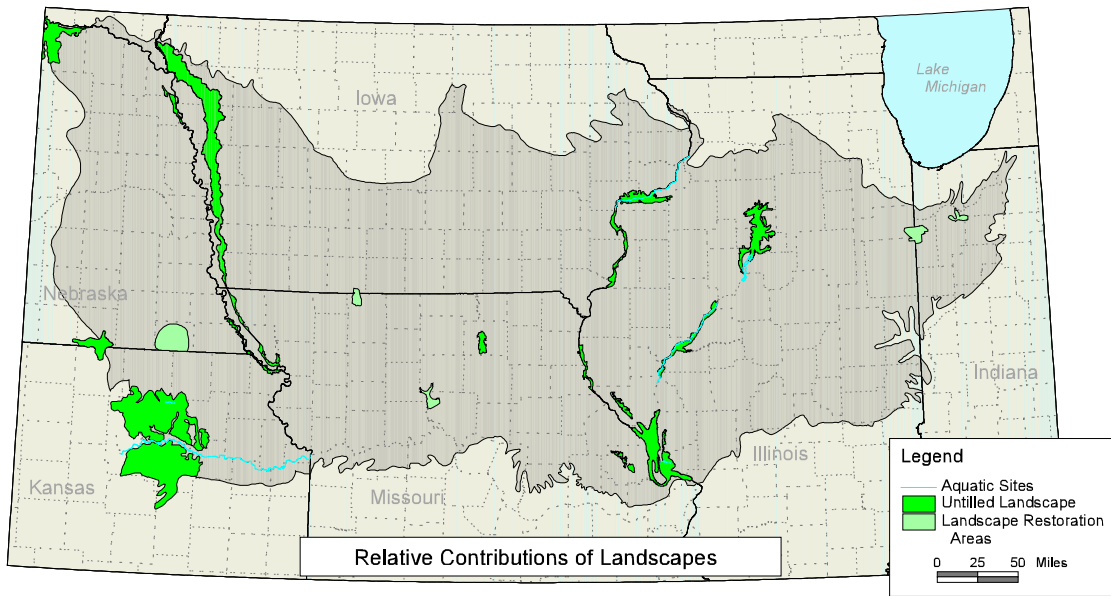 Iowa
Lake
Michigan
Nebraska
Indiana
Kansas
Missouri
Illinois
Legend
Aquatic Sites
Untilled Landscape
Landscape Restoration
Areas
0 25 50 Miles
Relative Contributions of Landscapes